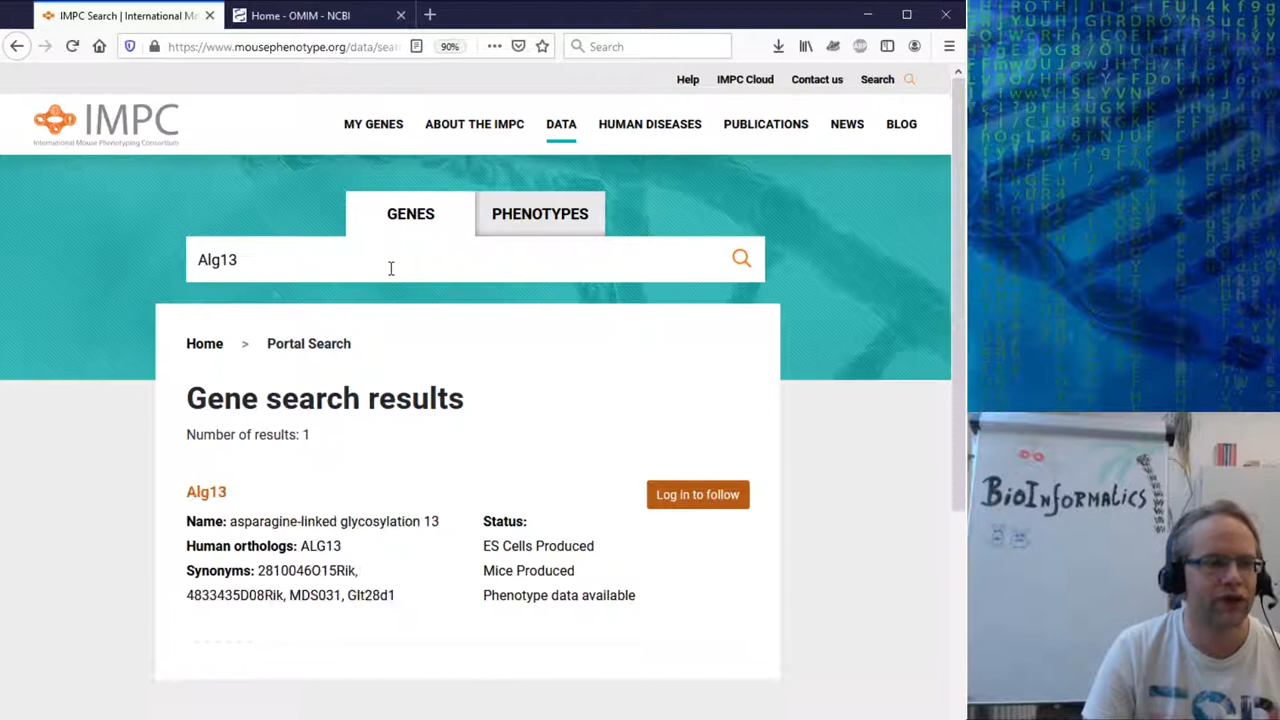 IMPC Search | International M
Home - OMIM - NCBI
https://www.mousephenotype.org/data/sear
90%
Search
Help
IMPC Cloud
Contact us
Search
IMPC
International Mouse Phenotyping Consortium
MY GENES
ABOUT THE IMPC
DATA
HUMAN DISEASES
PUBLICATIONS
NEWS
BLOG
GENES
PHENOTYPES
Alg13
Home > Portal Search
Gene search results
Number of results: 1
Alg13
Log in to follow
Name: asparagine-linked glycosylation 13
Human orthologs: ALG13
Synonyms: 2810046O15Rik,
4833435D08Rik, MDS031, Glt28d1
Status:
ES Cells Produced
Mice Produced
Phenotype data available
BioInformatics